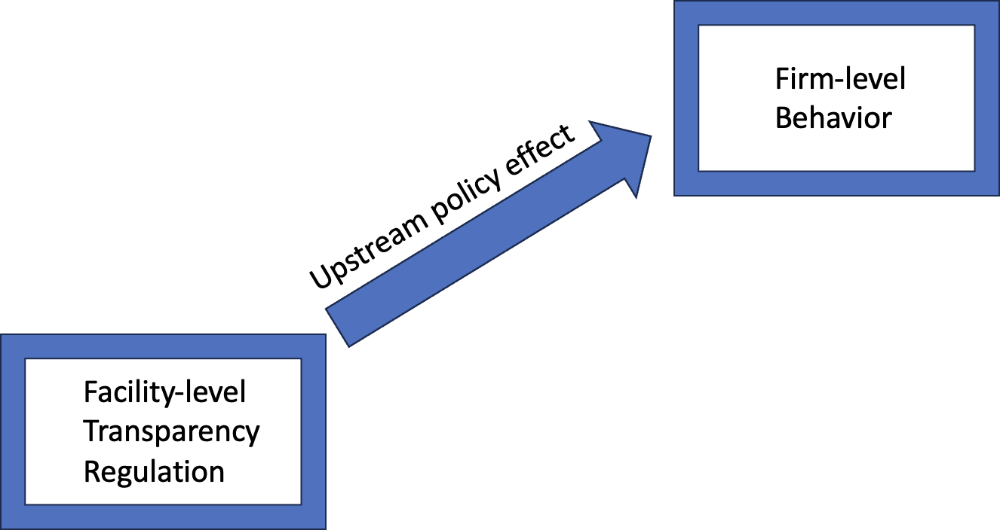 Firm-level
Behavior
Upstream policy effect
Facility-level
Transparency
Regulation